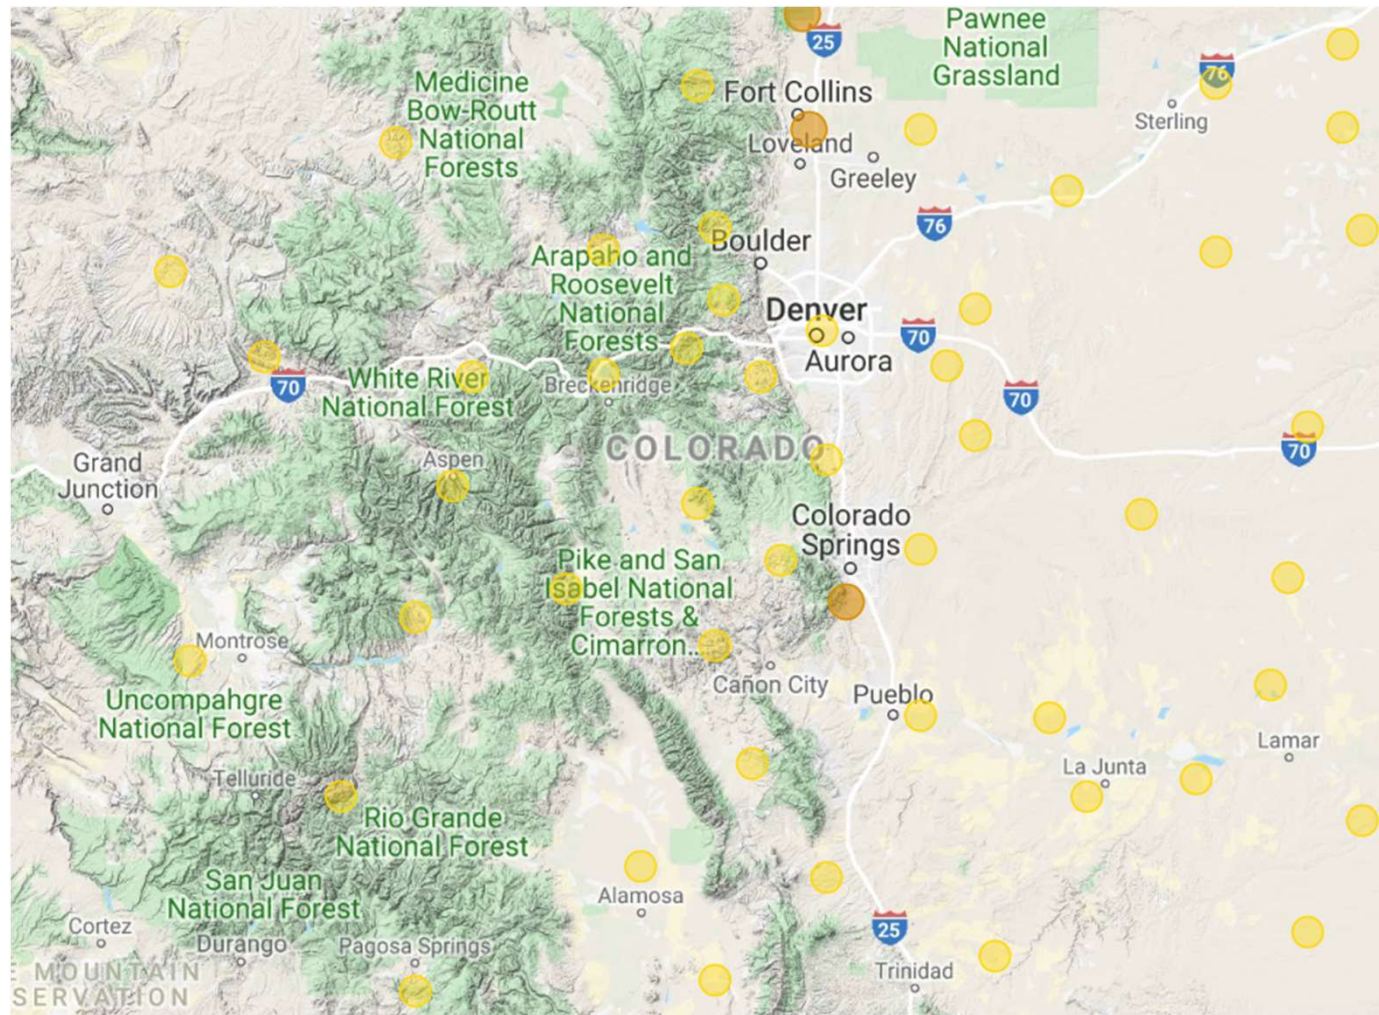 25
Pawnee
National
Grassland
76
Medicine
Bow-Routt
National
Forests
Fort Collins
Sterling
Loveland
Greeley
76
Boulder
Arapaho and
Roosevelt
National
Forests
Denver
70
Aurora
70
White River
National Forest
Breckenridge
70
COLORADO
70
Grand
Junction
Aspen
Colorado
Springs
Pike and San
Isabel National
Forests &
Cimarron...
Montrose
Cañon City
Pueblo
Uncompahgre
National Forest
Lamar
La Junta
Telluride
Rio Grande
National Forest
San Juan
National Forest
Alamosa
Cortez
Durango
Pagosa Springs
25
E MOUNTAIN
SERVATION
Trinidad